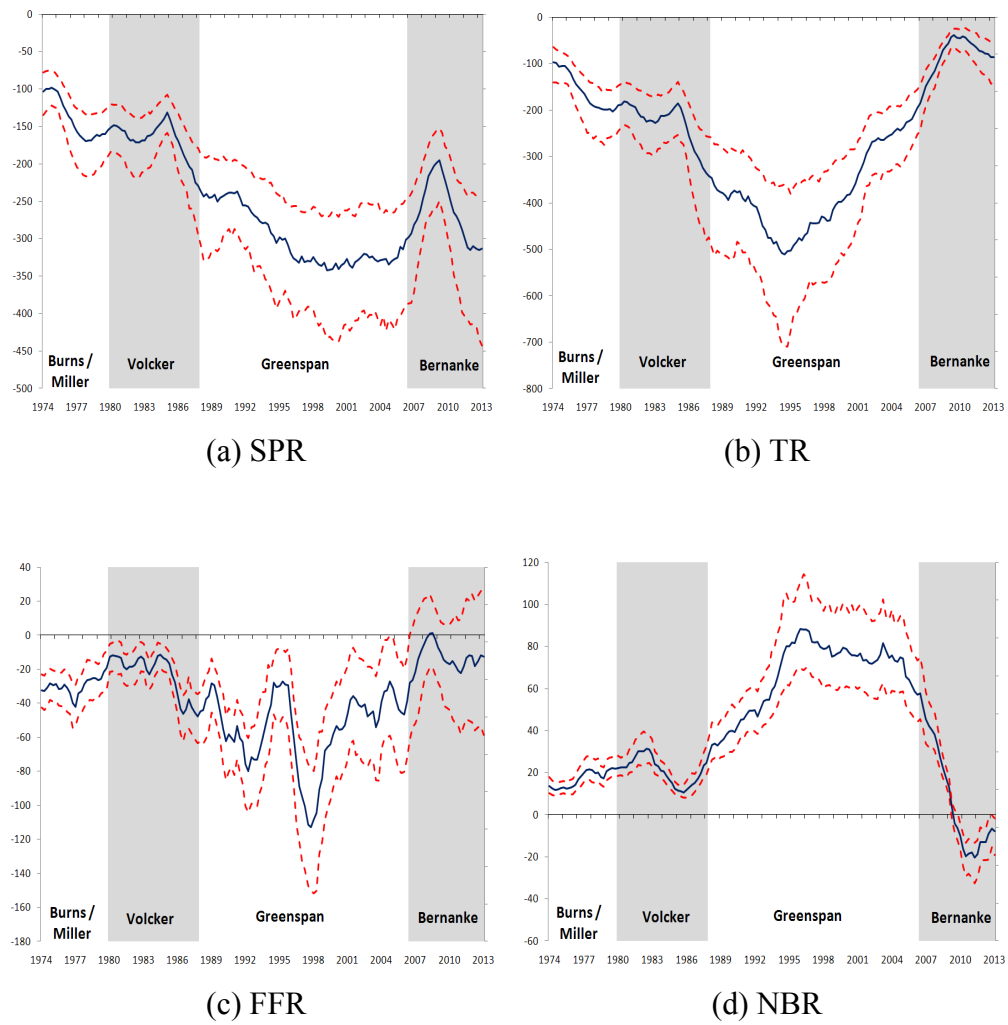 0
-50
-100
-150
-200
-250
-300
-350
-400
-450
-500
Burns /
Miller
Volcker
Greenspan
Bernanke
1974 1977 1980 1983 1986 1989 1992 1995 1998 2001 2004 2007 2010 2013
(a) SPR
0
-100
-200
-300
-400
-500
-600
-700
-800
Burns /
Miller
Volcker
Greenspan
Bernanke
1974 1977 1980 1983 1986 1989 1992 1995 1998 2001 2004 2007 2010 2013
(b) TR
40
20
0
-20
-40
-60
-80
-100
-120
-140
-160
-180
Burns /
Miller
Volcker
Greenspan
Bernanke
1974 1977 1980 1983 1986 1989 1992 1995 1998 2001 2004 2007 2010 2013
(c) FFR
120
100
80
60
40
20
0
-20
-40
-60
Burns /
Miller
Volcker
Greenspan
Bernanke
1974 1977 1980 1983 1986 1989 1992 1995 1998 2001 2004 2007 2010 2013
(d) NBR